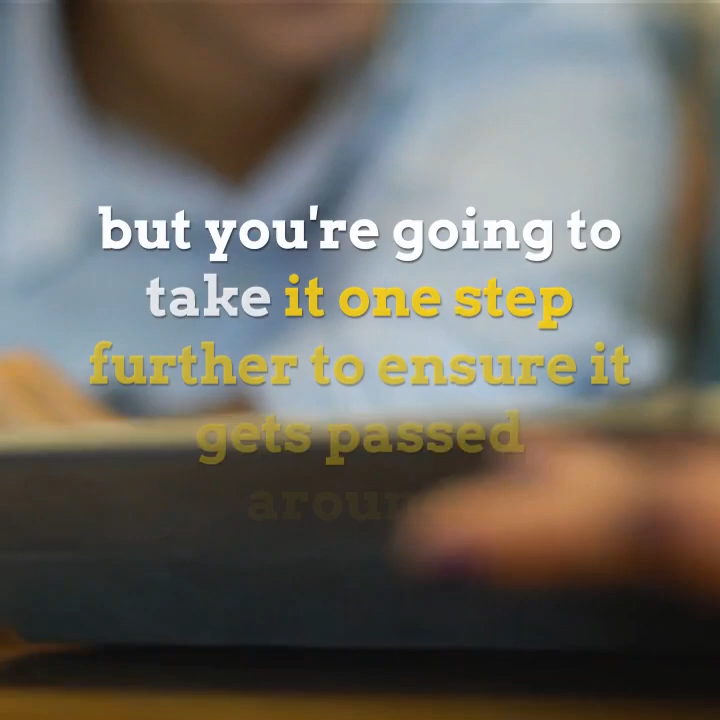 but you're going to
take it one step
further to ensure it
gets passed